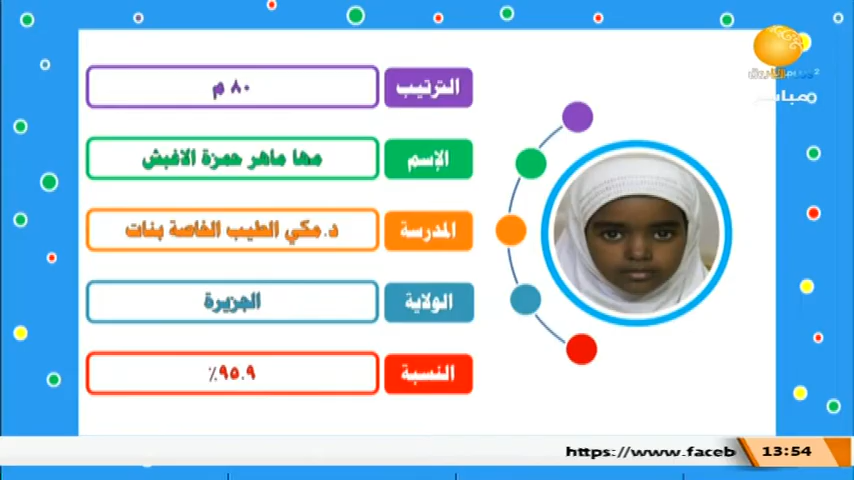 الترتيب ٨٠ م
الإسم مها ماهر حمزة الاغبش
المدرسة د.مكي الطيب الخاصة بنات
الولاية الجزيرة
النسبة ٩٥.٩٪
مباشر
https://www.faceb
13:54